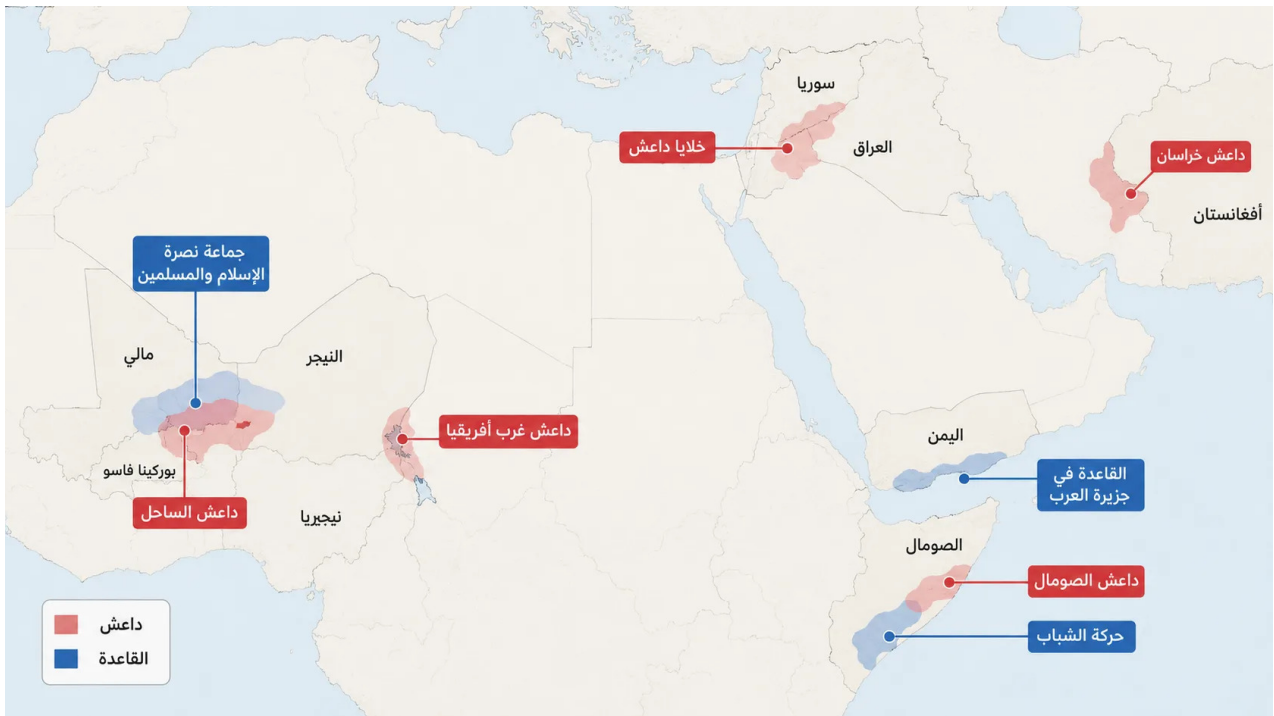 سوريا
خلايا داعش
العراق
داعش خراسان
أفغانستان
جماعة نصرة
الإسلام والمسلمين
مالي
النيجر
داعش غرب أفريقيا
بوركينا فاسو
داعش الساحل
نيجيريا
اليمن
القاعدة في
جزيرة العرب
الصومال
داعش الصومال
حركة الشباب
داعش
القاعدة